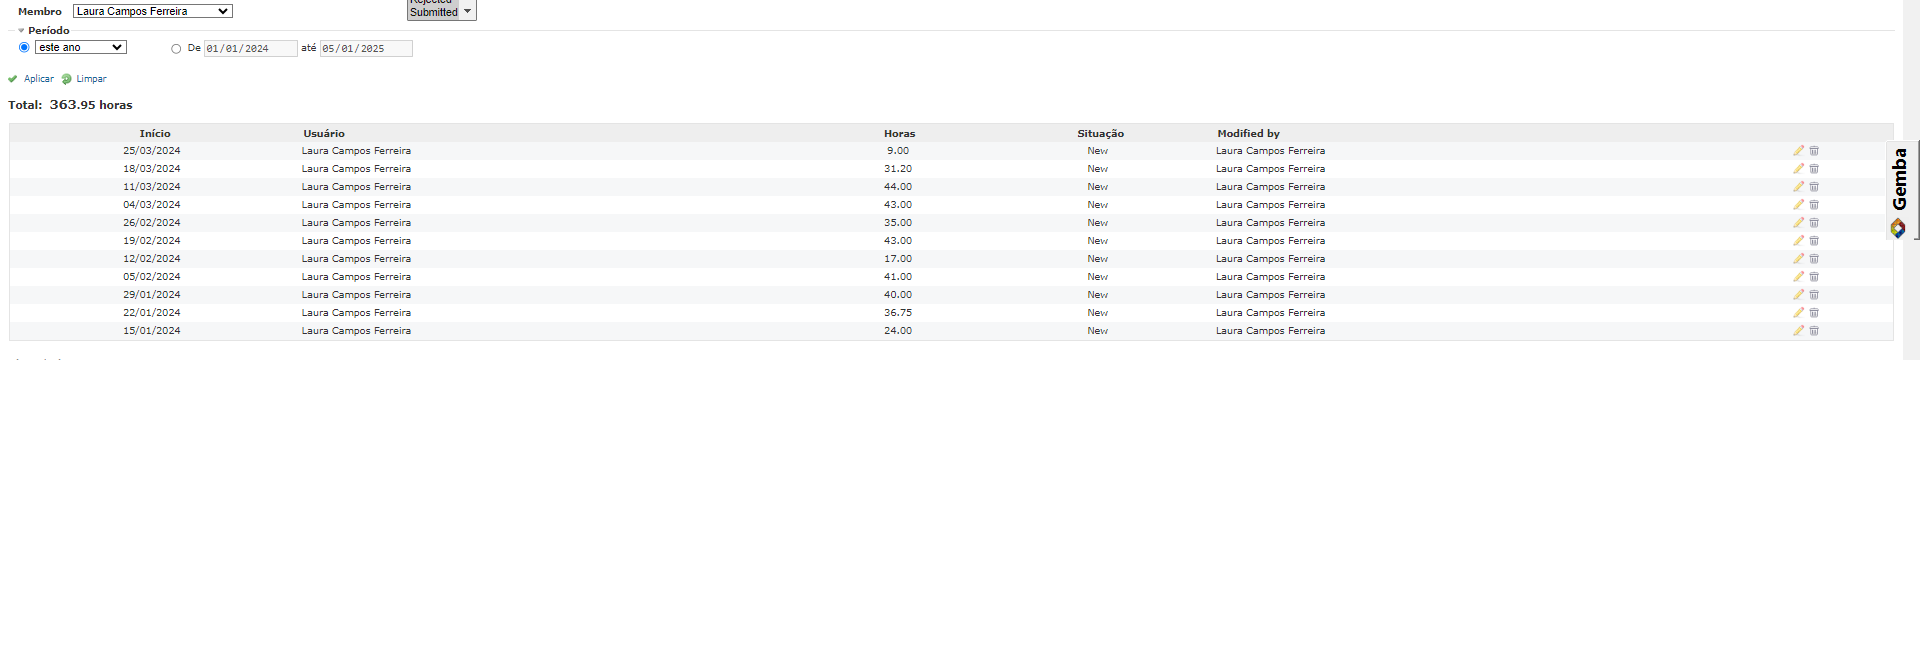 Rejected
Membro Laura Campos Ferreira Submitted
Período
este ano De 01/01/2024 até 05/01/2025
Aplicar Limpar
Total: 363.95 horas
Início Usuário Horas Situação Modified by
25/03/2024 Laura Campos Ferreira 9.00 New Laura Campos Ferreira
18/03/2024 Laura Campos Ferreira 31.20 New Laura Campos Ferreira
11/03/2024 Laura Campos Ferreira 44.00 New Laura Campos Ferreira
04/03/2024 Laura Campos Ferreira 43.00 New Laura Campos Ferreira
26/02/2024 Laura Campos Ferreira 35.00 New Laura Campos Ferreira
19/02/2024 Laura Campos Ferreira 43.00 New Laura Campos Ferreira
12/02/2024 Laura Campos Ferreira 17.00 New Laura Campos Ferreira
05/02/2024 Laura Campos Ferreira 41.00 New Laura Campos Ferreira
29/01/2024 Laura Campos Ferreira 40.00 New Laura Campos Ferreira
22/01/2024 Laura Campos Ferreira 36.75 New Laura Campos Ferreira
15/01/2024 Laura Campos Ferreira 24.00 New Laura Campos Ferreira
Gemba